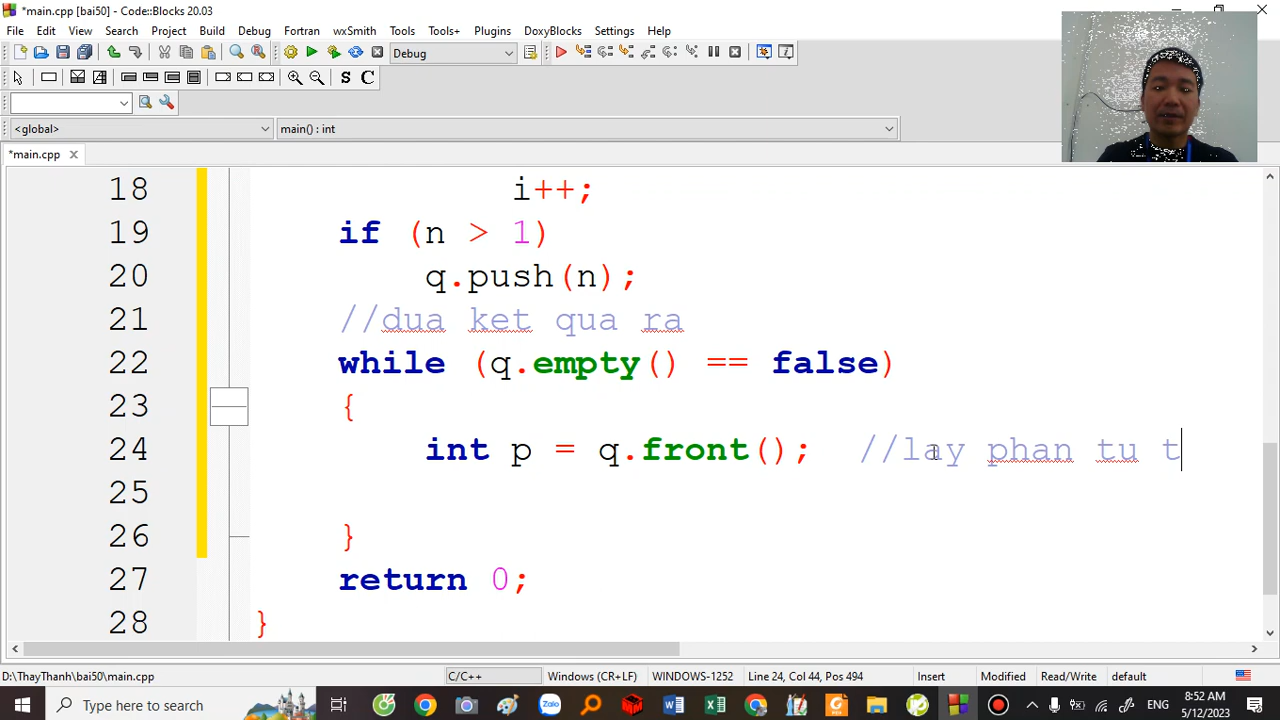 *main.cpp [bai50] - Code::Blocks 20.03
File Edit View Search Project Build Debug Fortran wxSmith Tools Tools+ Plugins DoxyBlocks Settings Help
Debug
S C
<global> main() : int
*main.cpp
18 i++;
19 if (n > 1)
20 q.push(n);
21 //dua ket qua ra
22 while (q.empty() == false)
23 {
24 int p = q.front(); //lay phan tu t
25
26 }
27 return 0;
28 }
D:\ThayThanh\bai50\main.cpp C/C++ Windows (CR+LF) WINDOWS-1252 Line 24, Col 44, Pos 494 Insert Modified Read/Write default
Type here to search Zalo ENG 8:52 AM
5/12/2023